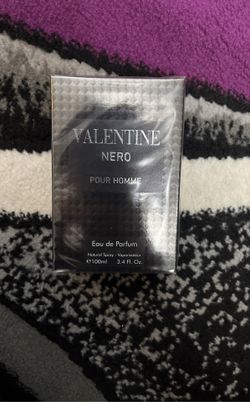 VALENTINE
NERO
POUR HOMME
Eau de Parfum
Natural Spray - Vaporisateur
℮100ml 3.4 fl. Oz.